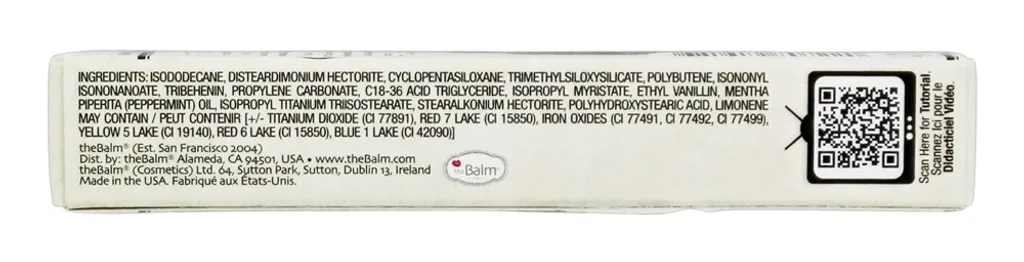 INGREDIENTS: ISODODECANE, DISTEARDIMONIUM HECTORITE, CYCLOPENTASILOXANE, TRIMETHYLSILOXYSILICATE, POLYBUTENE, ISONONYL
ISONONANOATE, TRIBEHENIN, PROPYLENE CARBONATE, C18-36 ACID TRIGLYCERIDE, ISOPROPYL MYRISTATE, ETHYL VANILLIN, MENTHA
PIPERITA (PEPPERMINT) OIL, ISOPROPYL TITANIUM TRIISOSTEARATE, STEARALKONIUM HECTORITE, POLYHYDROXYSTEARIC ACID, LIMONENE
MAY CONTAIN / PEUT CONTENIR [+/- TITANIUM DIOXIDE (CI 77891), RED 7 LAKE (CI 15850), IRON OXIDES (CI 77491, CI 77492, CI 77499),
YELLOW 5 LAKE (CI 19140), RED 6 LAKE (CI 15850), BLUE 1 LAKE (CI 42090)]
theBalm® (Est. San Francisco 2004)
Dist. by: theBalm® Alameda, CA 94501, USA • www.theBalm.com
theBalm® (Cosmetics) Ltd. 64, Sutton Park, Sutton, Dublin 13, Ireland
Made in the USA. Fabriqué aux États-Unis.
theBalm
Scan Here for Tutorial.
Scannez Ici pour le
Didacticiel Vidéo.